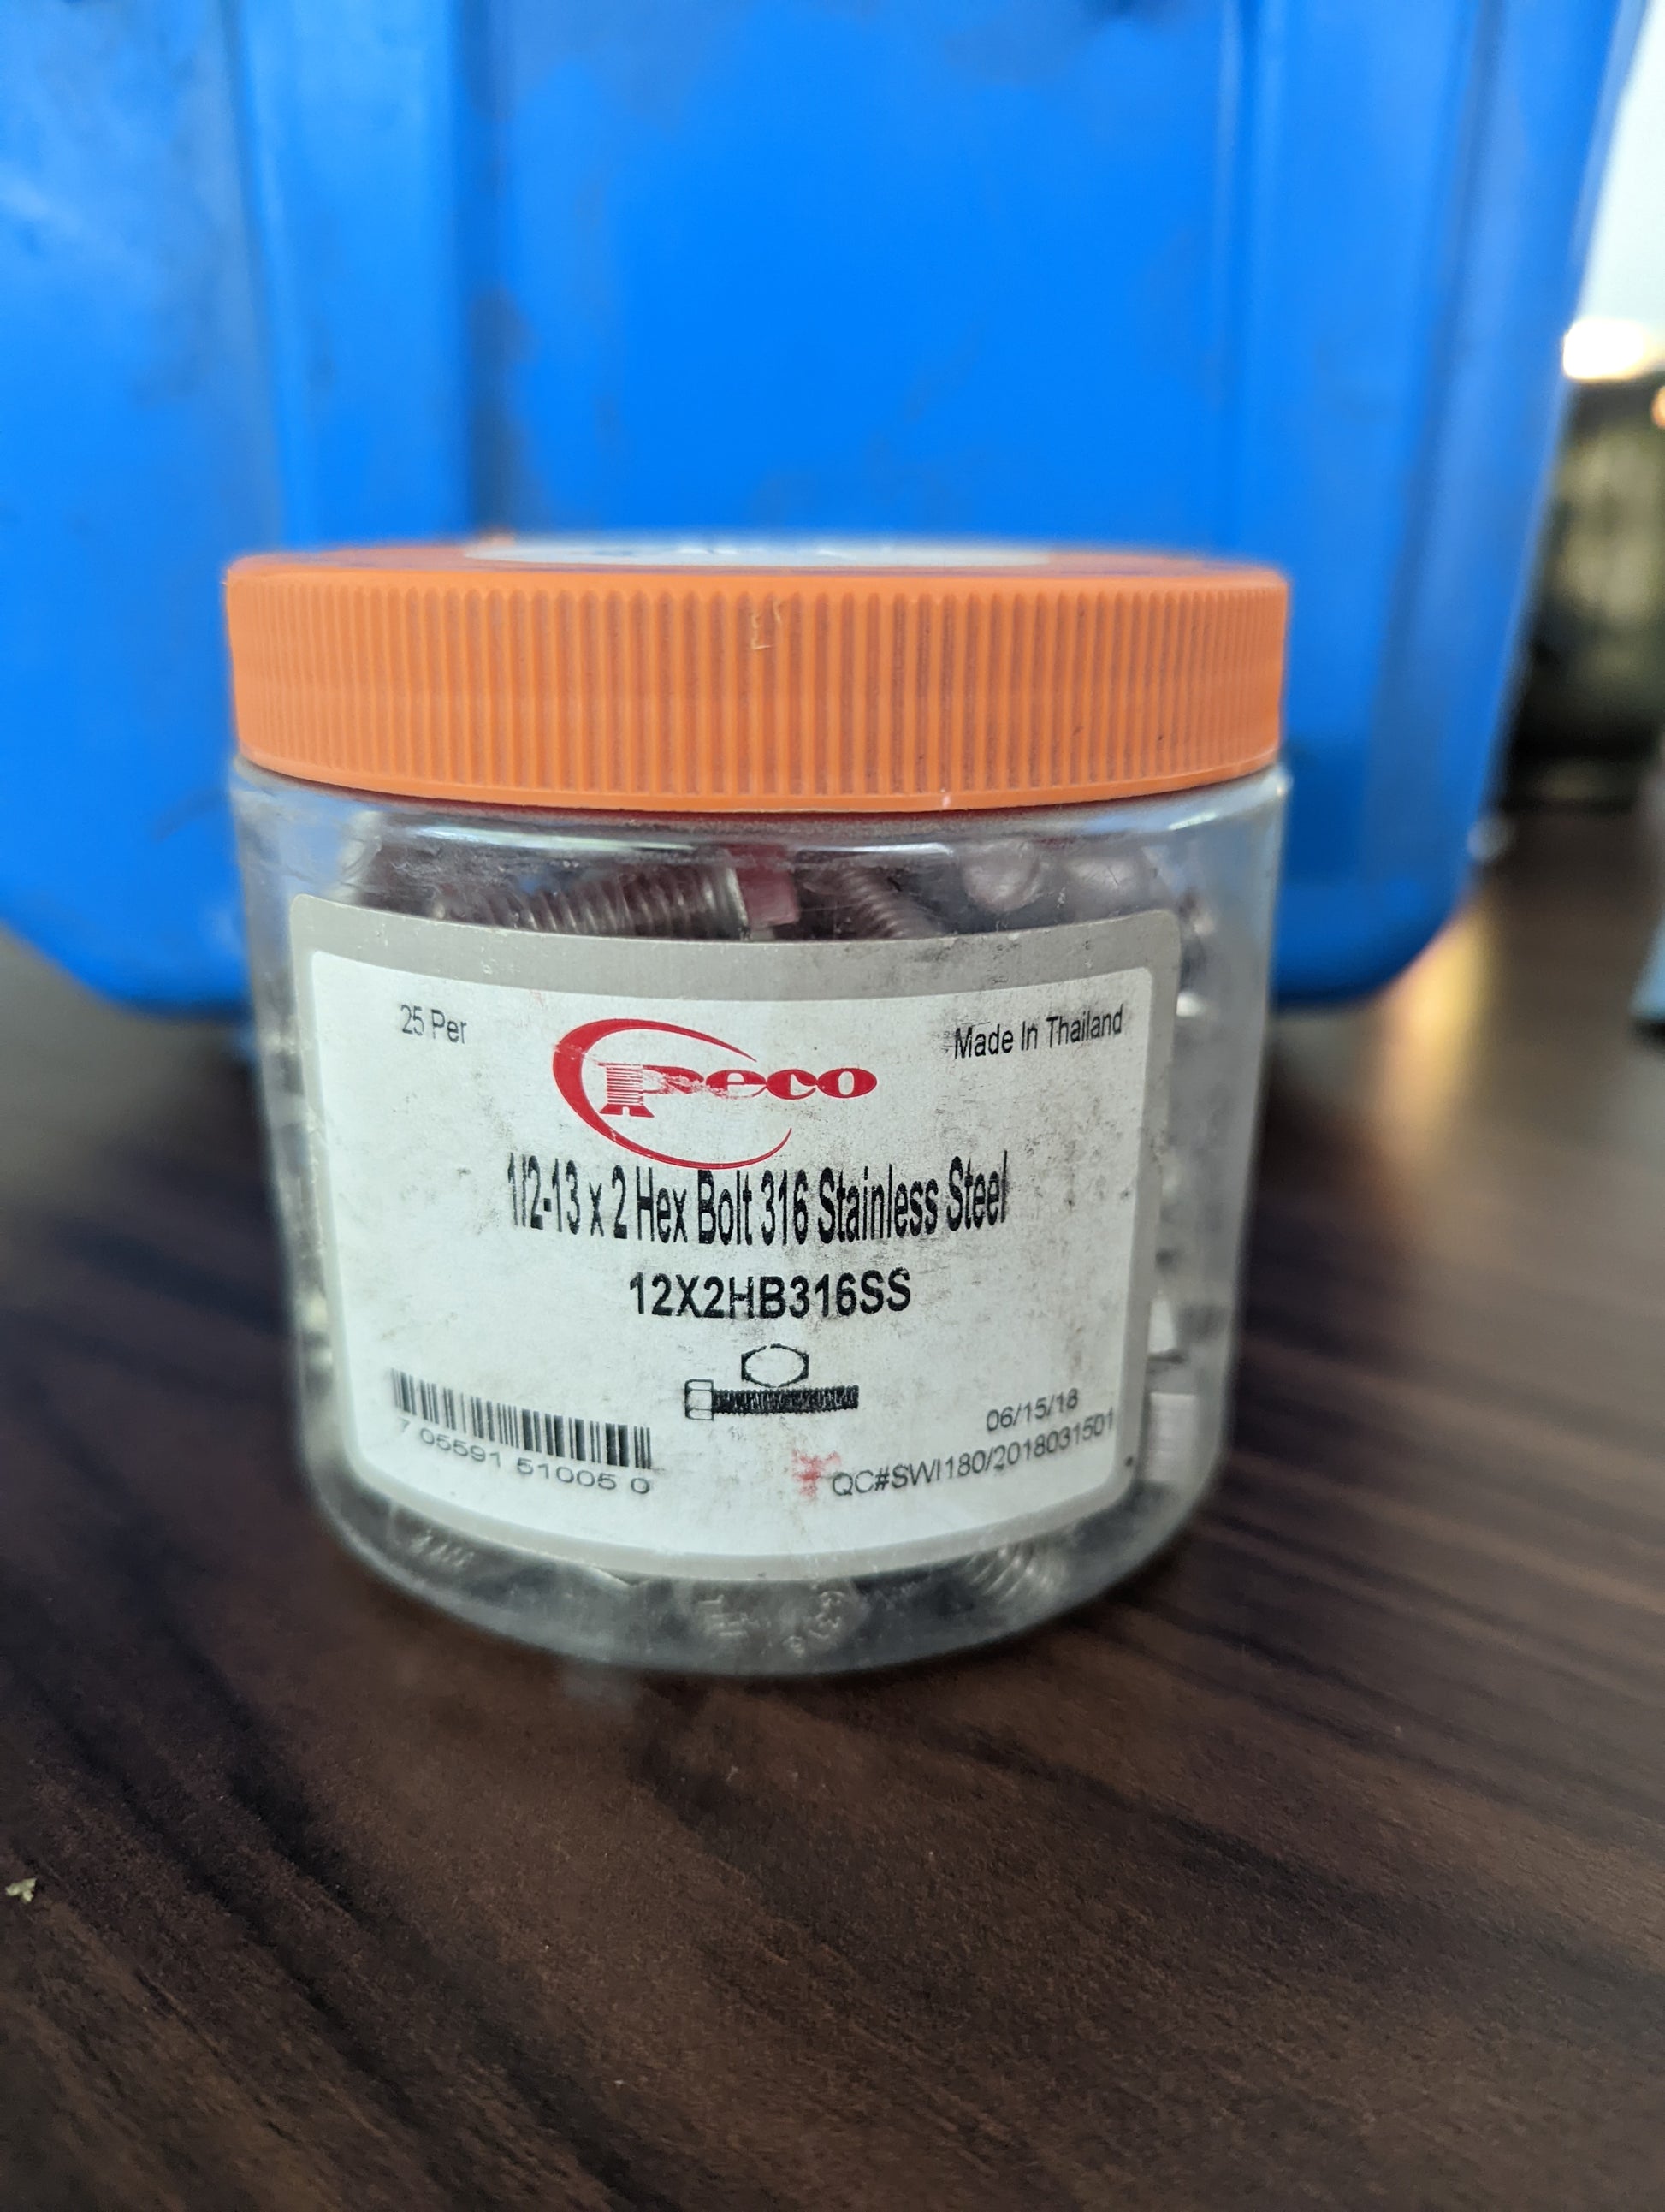 25 Per
Peco
Made In Thailand
1/2-13 x 2 Hex Bolt 316 Stainless Steel
12X2HB316SS
7 05591 51005 0
06/15/18
QC#SWI180/2018031501